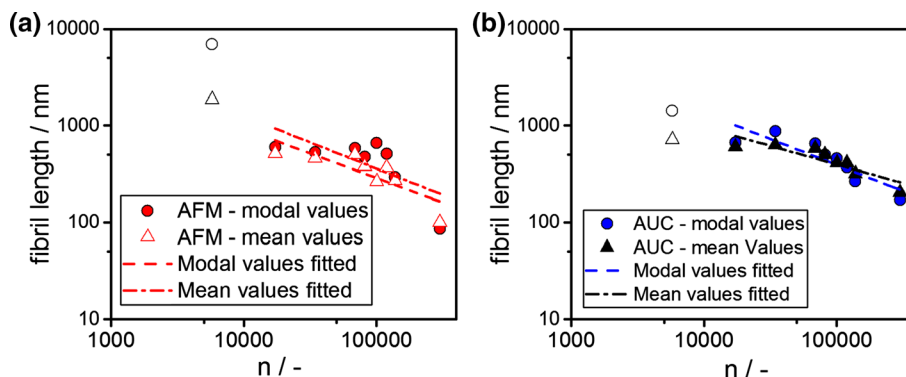 (a)
10000
1000
100
10
fibril length / nm
AFM - modal values
AFM - mean values
Modal values fitted
Mean values fitted
1000
10000
100000
n / -
(b)
10000
1000
100
10
fibril length / nm
AUC - modal values
AUC - mean Values
Modal values fitted
Mean values fitted
1000
10000
100000
n / -